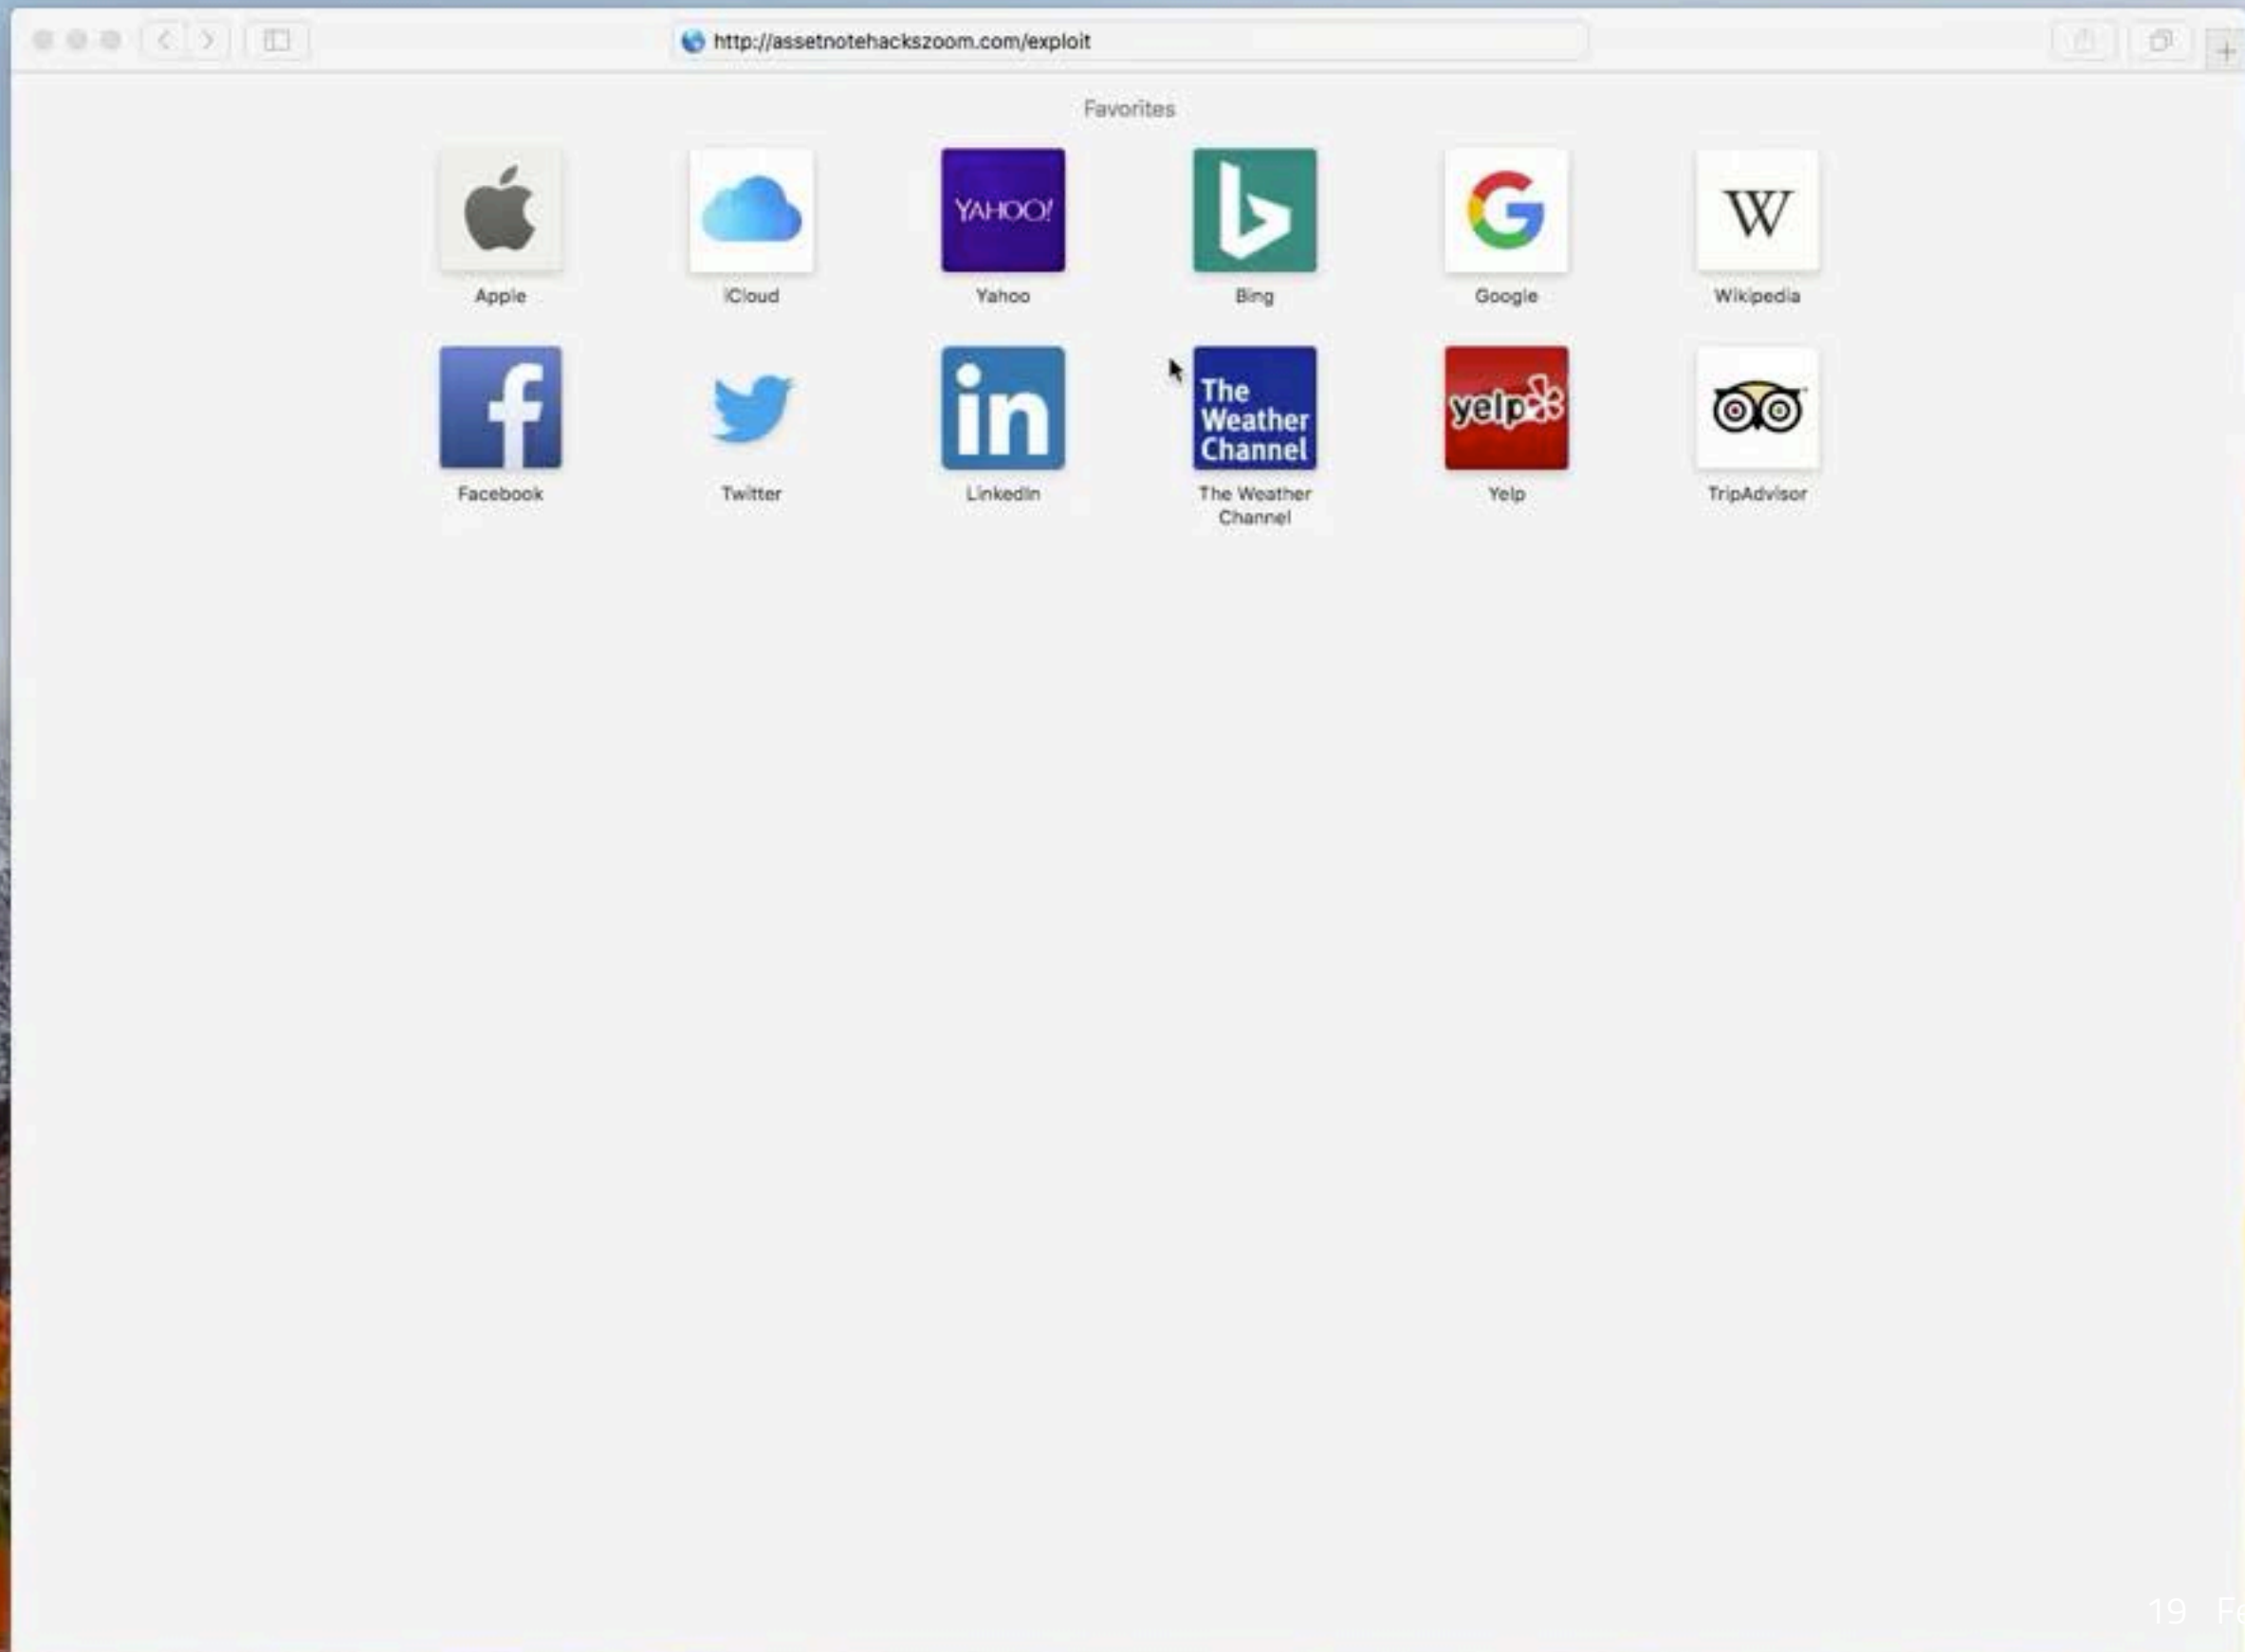 http://assetnotehackszoom.com/exploit
Favorites
YAHOO!
W
Apple
iCloud
Yahoo
Bing
Google
Wikipedia
f
in
The
Weather
Channel
yelp
Facebook
Twitter
LinkedIn
The Weather
Channel
Yelp
TripAdvisor
19 Fe